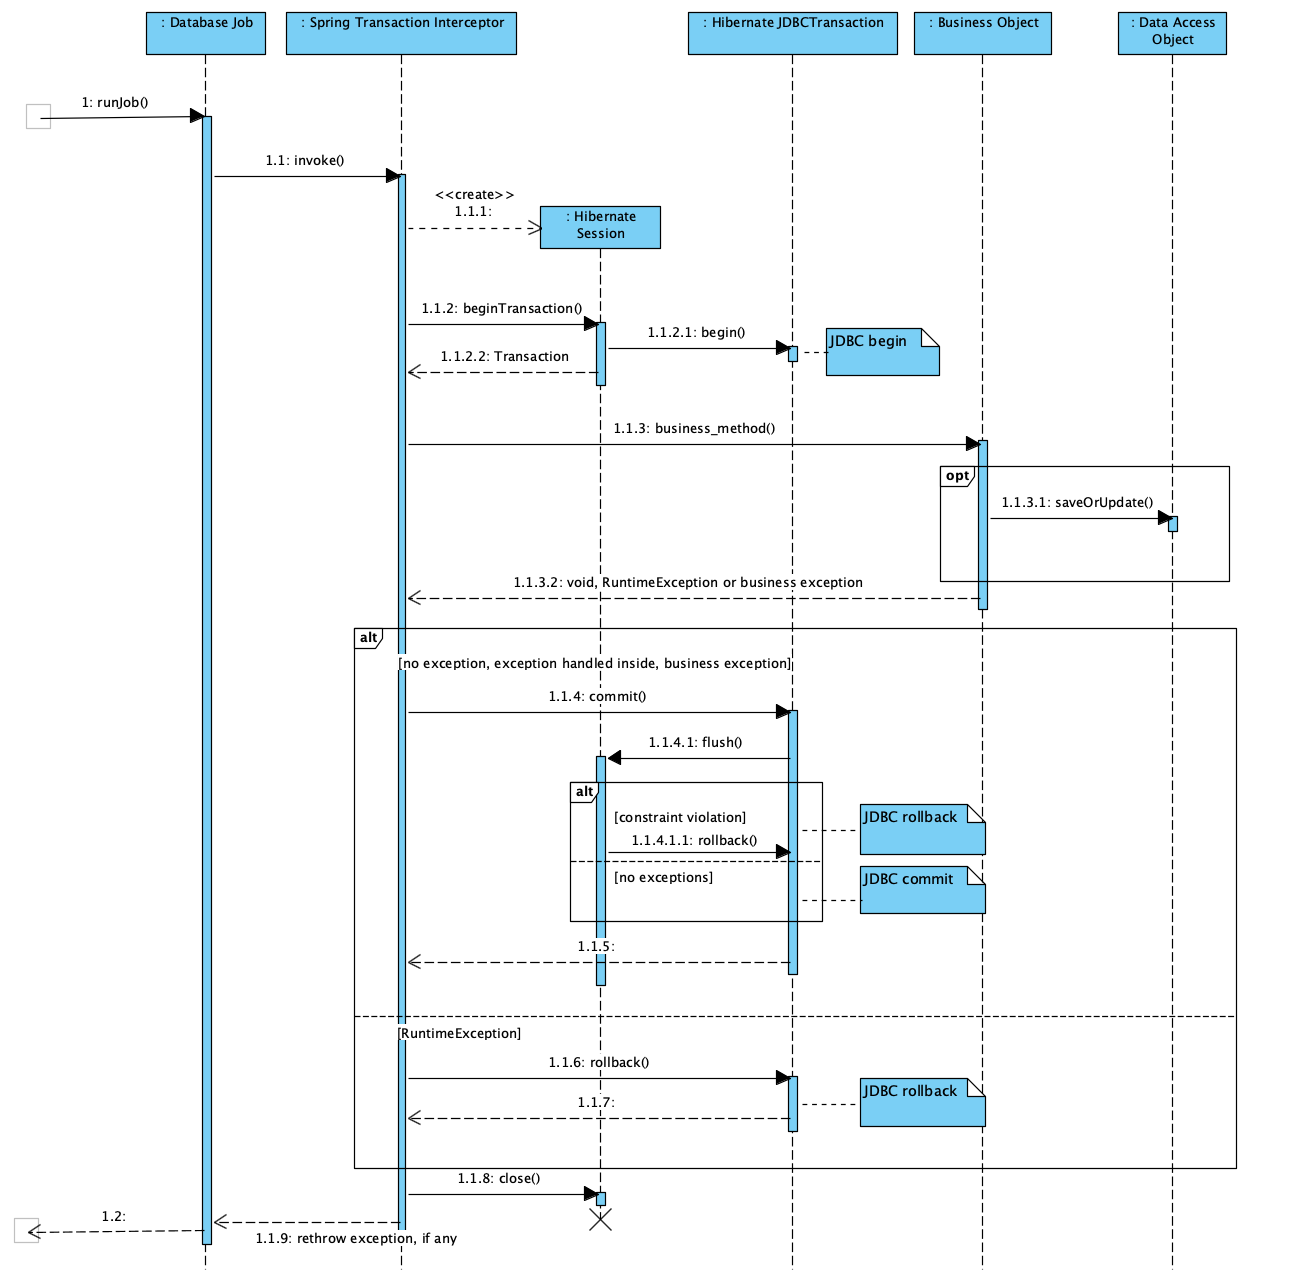 : Database Job
: Spring Transaction Interceptor
: Hibernate JDBCTransaction
: Business Object
: Data Access
Object
1: runJob()
1.1: invoke()
<<create>>
1.1.1:
: Hibernate
Session
1.1.2: beginTransaction()
1.1.2.1: begin()
JDBC begin
1.1.2.2: Transaction
1.1.3: business_method()
opt
1.1.3.1: saveOrUpdate()
1.1.3.2: void, RuntimeException or business exception
alt
[no exception, exception handled inside, business exception]
1.1.4: commit()
1.1.4.1: flush()
alt
[constraint violation]
JDBC rollback
1.1.4.1.1: rollback()
[no exceptions]
JDBC commit
1.1.5:
[RuntimeException]
1.1.6: rollback()
JDBC rollback
1.1.7:
1.1.8: close()
1.2:
1.1.9: rethrow exception, if any